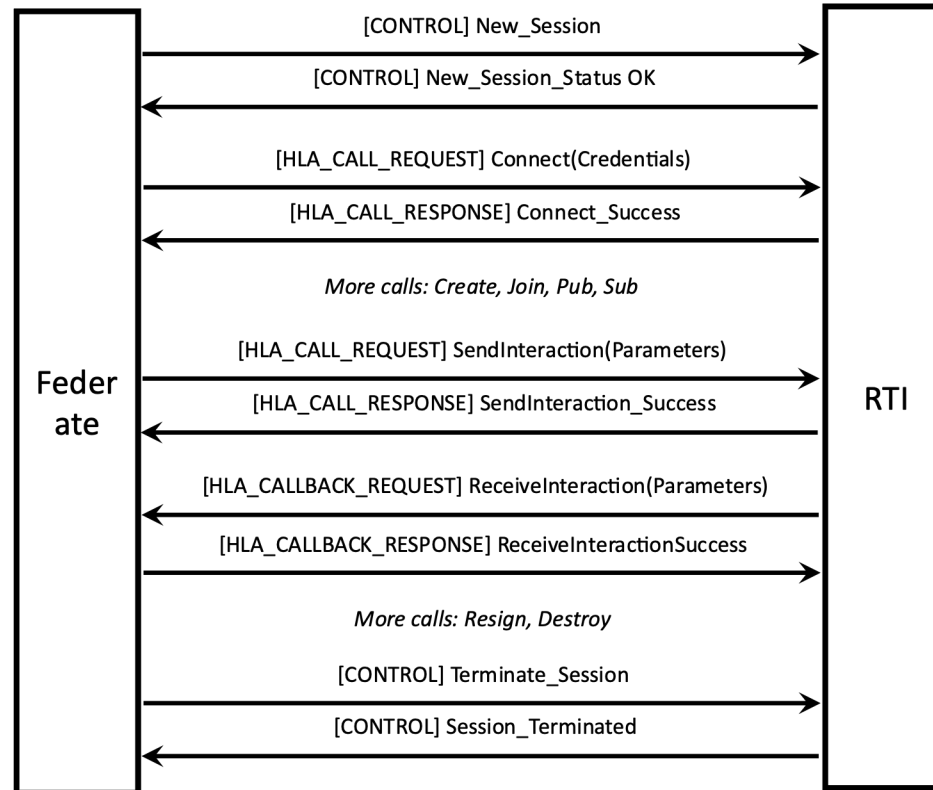 [CONTROL] New_Session
[CONTROL] New_Session_Status OK
[HLA_CALL_REQUEST] Connect(Credentials)
[HLA_CALL_RESPONSE] Connect_Success
More calls: Create, Join, Pub, Sub
[HLA_CALL_REQUEST] SendInteraction(Parameters)
Feder
ate
[HLA_CALL_RESPONSE] SendInteraction_Success
RTI
[HLA_CALLBACK_REQUEST] ReceiveInteraction(Parameters)
[HLA_CALLBACK_RESPONSE] ReceiveInteractionSuccess
More calls: Resign, Destroy
[CONTROL] Terminate_Session
[CONTROL] Session_Terminated